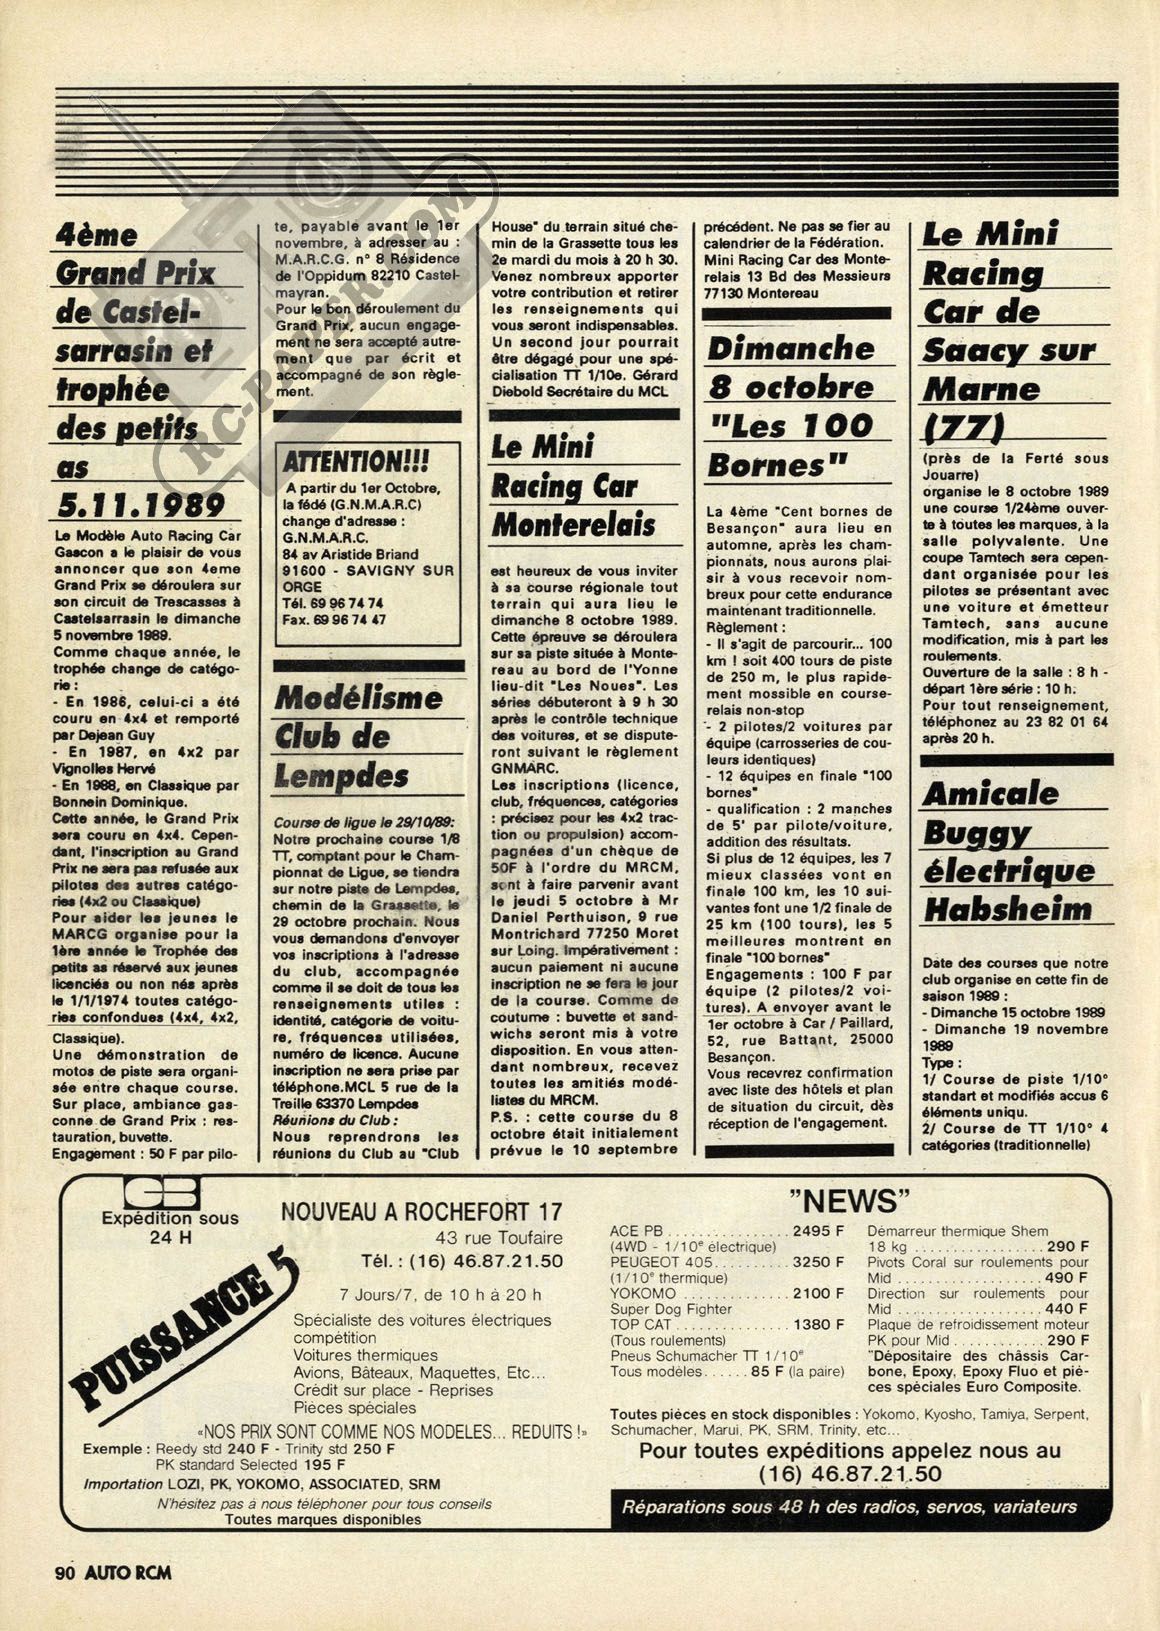 4ème
Grand Prix
de Castel-
sarrasin et
trophée
des petits
as
5.11.1989
Le Modèle Auto Racing Car
Gascon a le plaisir de vous
annoncer que son 4eme
Grand Prix se déroulera sur
son circuit de Trescasses à
Castelsarrasin le dimanche
5 novembre 1989.
Comme chaque année, le
trophée change de catégo-
rie :
- En 1986, celui-ci a été
couru en 4x4 et remporté
par Dejean Guy
- En 1987, en 4x2 par
Vignolles Hervé
- En 1988, en Classique par
Bonnein Dominique.
Cette année, le Grand Prix
sera couru en 4x4. Cepen-
dant, l'inscription au Grand
Prix ne sera pas refusée aux
pilotes des autres catégo-
ries (4x2 ou Classique)
Pour aider les jeunes le
MARCG organise pour la
1ère année le Trophée des
petits as réservé aux jeunes
licenciés ou non nés après
le 1/1/1974 toutes catégo-
ries confondues (4x4, 4x2,
Classique).
Une démonstration de
motos de piste sera organi-
sée entre chaque course.
Sur place, ambiance gas-
conne de Grand Prix : res-
tauration, buvette.
Engagement : 50 F par pilo-
te, payable avant le 1er
novembre, à adresser au :
M.A.R.C.G. n° 8 Résidence
de l'Oppidum 82210 Castel-
mayran.
Pour le bon déroulement du
Grand Prix, aucun engage-
ment ne sera accepté autre-
ment que par écrit et
accompagné de son règle-
ment.
ATTENTION!!!
A partir du 1er Octobre,
la fédé (G.N.M.A.R.C)
change d'adresse :
G.N.M.A.R.C.
84 av Aristide Briand
91600 - SAVIGNY SUR
ORGE
Tél. 69 96 74 74
Fax. 69 96 74 47
Modélisme
Club de
Lempdes
Course de ligue le 29/10/89:
Notre prochaine course 1/8
TT, comptant pour le Cham-
pionnat de Ligue, se tiendra
sur notre piste de Lempdes,
chemin de la Grassette, le
29 octobre prochain. Nous
vous demandons d'envoyer
vos inscriptions à l'adresse
du club, accompagnée
comme il se doit de tous les
renseignements utiles :
identité, catégorie de voitu-
re, fréquences utilisées,
numéro de licence. Aucune
inscription ne sera prise par
téléphone.MCL 5 rue de la
Treille 63370 Lempdes
Réunions du Club :
Nous reprendrons les
réunions du Club au "Club
House" du terrain situé che-
min de la Grassette tous les
2e mardi du mois à 20 h 30.
Venez nombreux apporter
votre contribution et retirer
les renseignements qui
vous seront indispensables.
Un second jour pourrait
être dégagé pour une spé-
cialisation TT 1/10e. Gérard
Diebold Secrétaire du MCL
Le Mini
Racing Car
Monterelais
est heureux de vous inviter
à sa course régionale tout
terrain qui aura lieu le
dimanche 8 octobre 1989.
Cette épreuve se déroulera
sur sa piste située à Monte-
reau au bord de l'Yonne
lieu-dit "Les Noues". Les
séries débuteront à 9 h 30
après le contrôle technique
des voitures, et se dispute-
ront suivant le règlement
GNMARC.
Les inscriptions (licence,
club, fréquences, catégories
: précisez pour les 4x2 trac-
tion ou propulsion) accom-
pagnées d'un chèque de
50F à l'ordre du MRCM,
sont à faire parvenir avant
le jeudi 5 octobre à Mr
Daniel Perthuison, 9 rue
Montrichard 77250 Moret
sur Loing. Impérativement :
aucun paiement ni aucune
inscription ne se fera le jour
de la course. Comme de
coutume : buvette et sand-
wichs seront mis à votre
disposition. En vous atten-
dant nombreux, recevez
toutes les amitiés modé-
listes du MRCM.
P.S. : cette course du 8
octobre était initialement
prévue le 10 septembre
précédent. Ne pas se fier au
calendrier de la Fédération.
Mini Racing Car des Monte-
relais 13 Bd des Messieurs
77130 Montereau
Dimanche
8 octobre
"Les 100
Bornes"
La 4ème "Cent bornes de
Besançon" aura lieu en
automne, après les cham-
pionnats, nous aurons plai-
sir à vous recevoir nom-
breux pour cette endurance
maintenant traditionnelle.
Règlement :
- Il s'agit de parcourir... 100
km ! soit 400 tours de piste
de 250 m, le plus rapide-
ment mossible en course-
relais non-stop
- 2 pilotes/2 voitures par
équipe (carrosseries de cou-
leurs identiques)
- 12 équipes en finale "100
bornes"
- qualification : 2 manches
de 5' par pilote/voiture,
addition des résultats.
Si plus de 12 équipes, les 7
mieux classées vont en
finale 100 km, les 10 sui-
vantes font une 1/2 finale de
25 km (100 tours), les 5
meilleures montrent en
finale "100 bornes"
Engagements : 100 F par
équipe (2 pilotes/2 voi-
tures). A envoyer avant le
1er octobre à Car / Paillard,
52, rue Battant, 25000
Besançon.
Vous recevrez confirmation
avec liste des hôtels et plan
de situation du circuit, dès
réception de l'engagement.
Le Mini
Racing
Car de
Saacy sur
Marne
(77)
(près de la Ferté sous
Jouarre)
organise le 8 octobre 1989
une course 1/24ème ouver-
te à toutes les marques, à la
salle polyvalente. Une
coupe Tamtech sera cepen-
dant organisée pour les
pilotes se présentant avec
une voiture et émetteur
Tamtech, sans aucune
modification, mis à part les
roulements.
Ouverture de la salle : 8 h -
départ 1ère série : 10 h.
Pour tout renseignement,
téléphonez au 23 82 01 64
après 20 h.
Amicale
Buggy
électrique
Habsheim
Date des courses que notre
club organise en cette fin de
saison 1989 :
- Dimanche 15 octobre 1989
- Dimanche 19 novembre
1989
Type :
1/ Course de piste 1/10°
standart et modifiés accus 6
éléments uniqu.
2/ Course de TT 1/10° 4
catégories (traditionnelle)
Expédition sous
24 H
PUISSANCE 5
NOUVEAU A ROCHEFORT 17
43 rue Toufaire
Tél. : (16) 46.87.21.50
7 Jours/7, de 10 h à 20 h
Spécialiste des voitures électriques
compétition
Voitures thermiques
Avions, Bâteaux, Maquettes, Etc...
Crédit sur place - Reprises
Pièces spéciales
«NOS PRIX SONT COMME NOS MODELES... REDUITS !»
Exemple : Reedy std 240 F - Trinity std 250 F
PK standard Selected 195 F
Importation LOZI, PK, YOKOMO, ASSOCIATED, SRM
N'hésitez pas à nous téléphoner pour tous conseils
Toutes marques disponibles
"NEWS"
ACE PB ................ 2495 F
(4WD - 1/10e électrique)
PEUGEOT 405.......... 3250 F
(1/10e thermique)
YOKOMO .............. 2100 F
Super Dog Fighter
TOP CAT .............. 1380 F
(Tous roulements)
Pneus Schumacher TT 1/10e
Tous modèles...... 85 F (la paire)
Démarreur thermique Shem
18 kg ................. 290 F
Pivots Coral sur roulements pour
Mid ................... 490 F
Direction sur roulements pour
Mid ................... 440 F
Plaque de refroidissement moteur
PK pour Mid ........... 290 F
"Dépositaire des châssis Car-
bone, Epoxy, Epoxy Fluo et piè-
ces spéciales Euro Composite.
Toutes pièces en stock disponibles : Yokomo, Kyosho, Tamiya, Serpent,
Schumacher, Marui, PK, SRM, Trinity, etc...
Pour toutes expéditions appelez nous au
(16) 46.87.21.50
Réparations sous 48 h des radios, servos, variateurs
90 AUTO RCM
RC-PAPER.COM